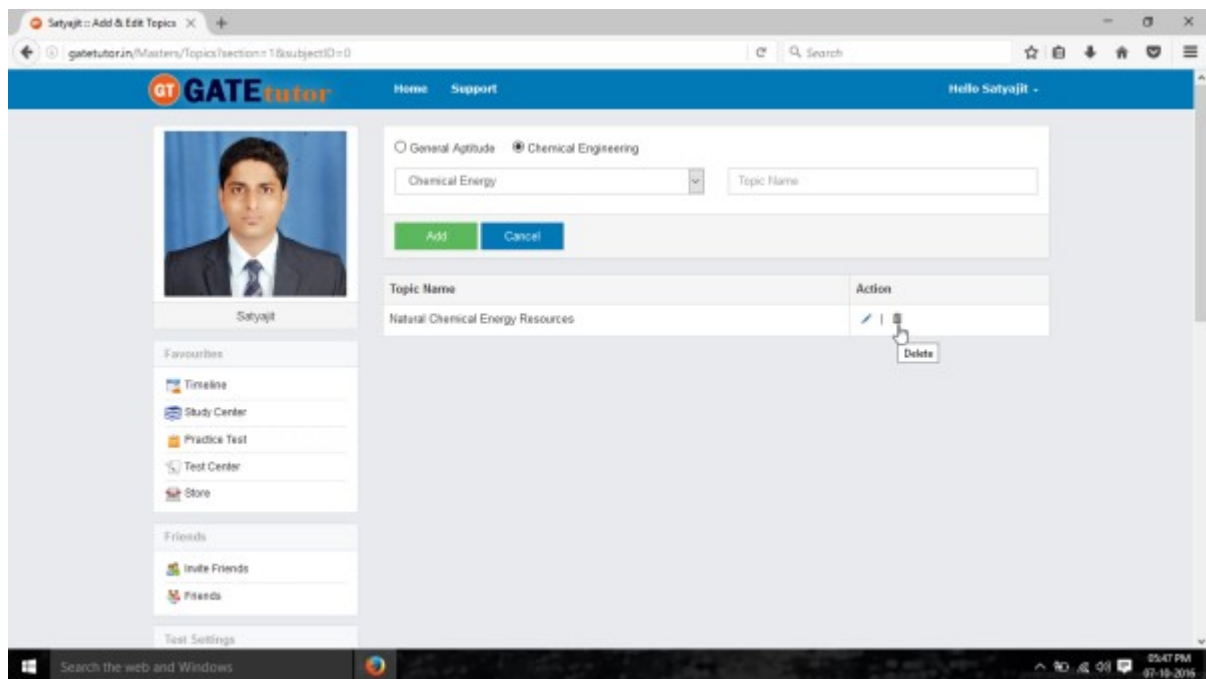 Satyajit :: Add & Edit Topics
gatetutor.in/Masters/Topics?section=1&subjectID=0
Search
GT GATEtutor
Home Support
Hello Satyajit
General Aptitude Chemical Engineering
Chemical Energy
Topic Name
Add Cancel
Topic Name Action
Natural Chemical Energy Resources |
Delete
Satyajit
Favourites
Timeline
Study Center
Practice Test
Test Center
Store
Friends
Invite Friends
Friends
Test Settings
Search the web and Windows
05:47 PM
07-10-2016